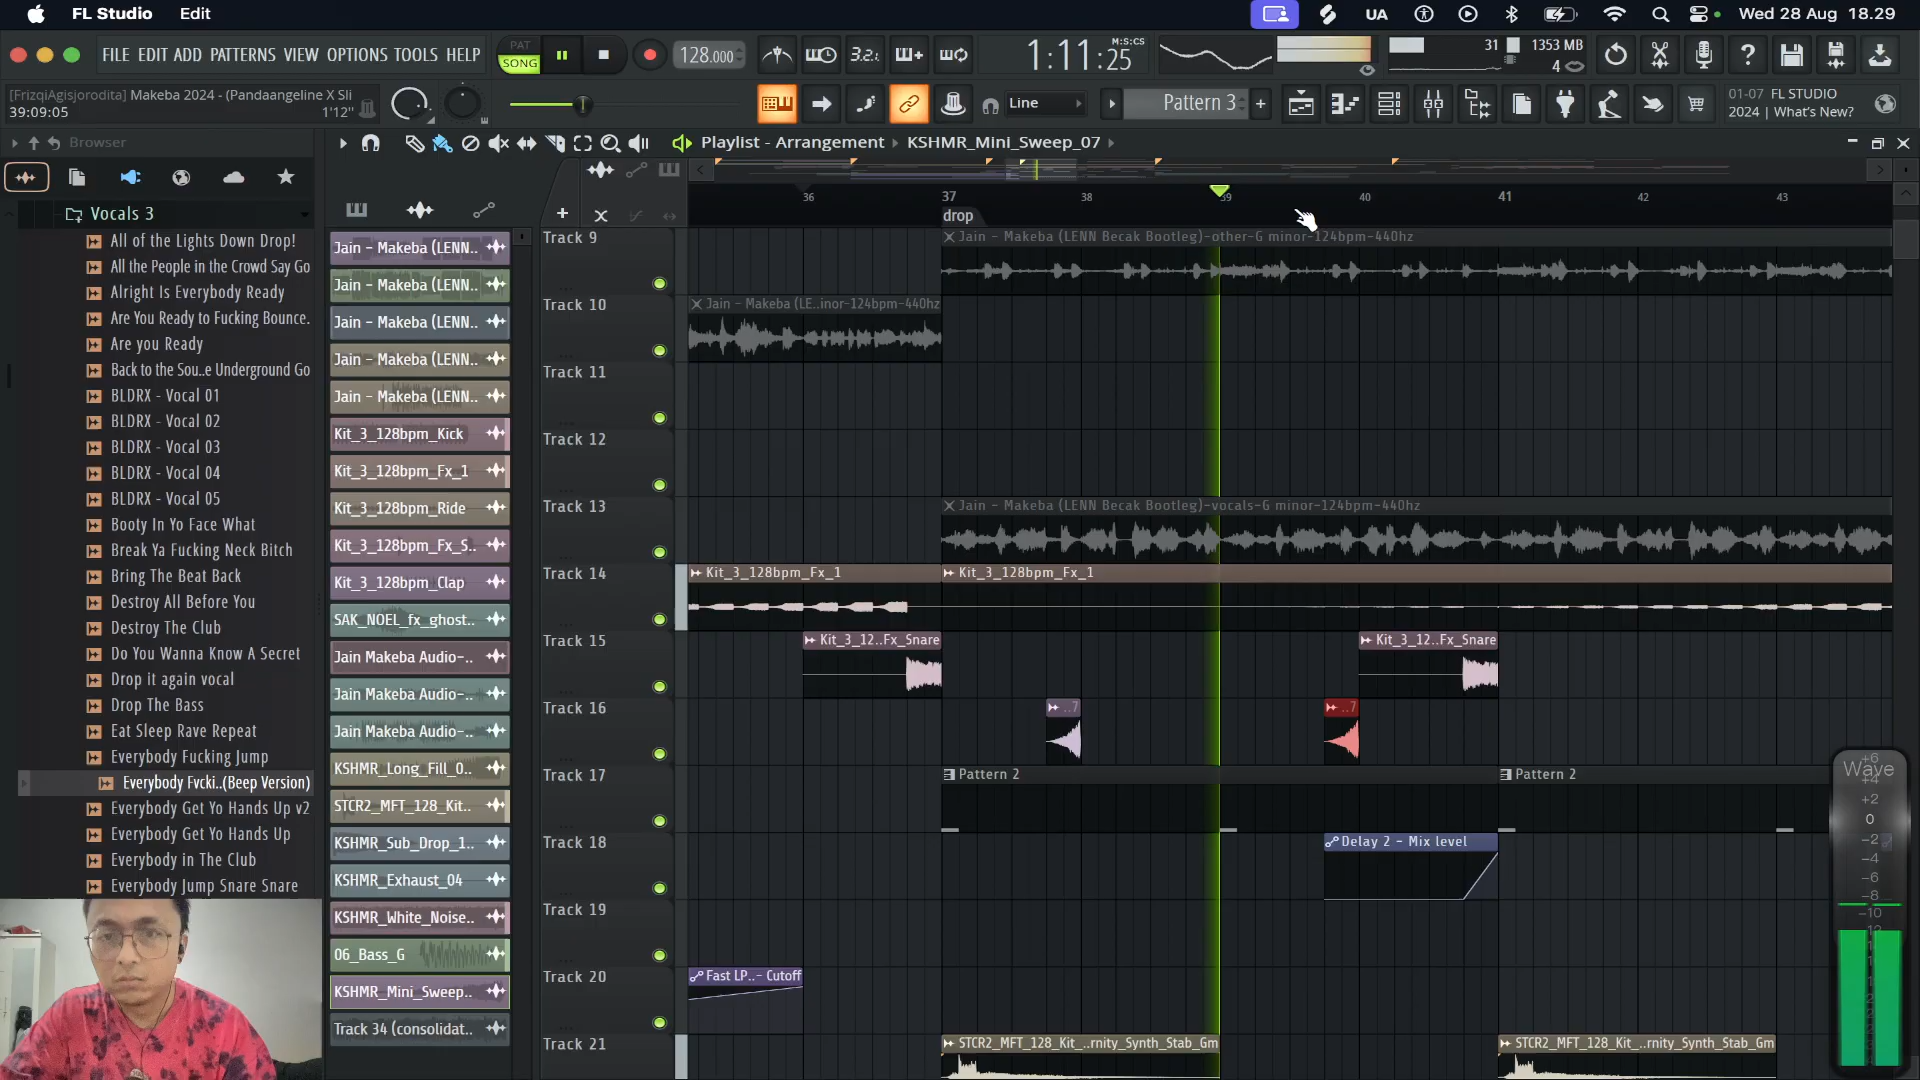 FL Studio Edit
UA
Wed 28 Aug 18.29
FILE EDIT ADD PATTERNS VIEW OPTIONS TOOLS HELP
PAT
SONG
128.000
3.2.
1:11:25
M:S:CS
31
1353 MB
4
[FrizqiAgisjorodita] Makeba 2024 - (Pandaangeline X Sli
39:09:05
1'12"
Line
Pattern 3
01-07 FL STUDIO
2024 | What's New?
Browser
Playlist - Arrangement
KSHMR_Mini_Sweep_07
Vocals 3
All of the Lights Down Drop!
All the People in the Crowd Say Go
Alright Is Everybody Ready
Are You Ready to Fucking Bounce.
Are you Ready
Back to the Sou..e Underground Go
BLDRX - Vocal 01
BLDRX - Vocal 02
BLDRX - Vocal 03
BLDRX - Vocal 04
BLDRX - Vocal 05
Booty In Yo Face What
Break Ya Fucking Neck Bitch
Bring The Beat Back
Destroy All Before You
Destroy The Club
Do You Wanna Know A Secret
Drop it again vocal
Drop The Bass
Eat Sleep Rave Repeat
Everybody Fucking Jump
Everybody Fvcki..(Beep Version)
Everybody Get Yo Hands Up v2
Everybody Get Yo Hands Up
Everybody in The Club
Everybody Jump Snare Snare
Jain - Makeba (LENN..
Jain - Makeba (LENN..
Jain - Makeba (LENN..
Jain - Makeba (LENN..
Jain - Makeba (LENN..
Kit_3_128bpm_Kick
Kit_3_128bpm_Fx_1
Kit_3_128bpm_Ride
Kit_3_128bpm_Fx_S..
Kit_3_128bpm_Clap
SAK_NOEL_fx_ghost..
Jain Makeba Audio-..
Jain Makeba Audio-..
Jain Makeba Audio-..
KSHMR_Long_Fill_0..
STCR2_MFT_128_Kit..
KSHMR_Sub_Drop_1..
KSHMR_Exhaust_04
KSHMR_White_Noise..
06_Bass_G
KSHMR_Mini_Sweep..
Track 34 (consolidat..
36 37 38 39 40 41 42 43
drop
Track 9
Jain - Makeba (LENN Becak Bootleg)-other-G minor-124bpm-440hz
Track 10
Jain - Makeba (LE..inor-124bpm-440hz
Track 11
Track 12
Track 13
Jain - Makeba (LENN Becak Bootleg)-vocals-G minor-124bpm-440hz
Track 14
Kit_3_128bpm_Fx_1
Kit_3_128bpm_Fx_1
Track 15
Kit_3_12..Fx_Snare
Kit_3_12..Fx_Snare
Track 16
..7
..7
Track 17
Pattern 2
Pattern 2
Track 18
Delay 2 - Mix level
Track 19
Track 20
Fast LP..- Cutoff
Track 21
STCR2_MFT_128_Kit_...rnity_Synth_Stab_Gm
STCR2_MFT_128_Kit_...rnity_Synth_Stab_Gm
Wave
+2
0
-2
-4
-6
-8
-10